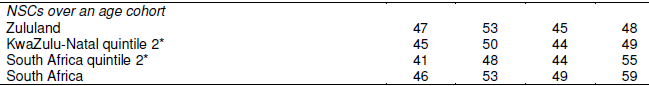 NSCs over an age cohort
Zululand 47 53 45 48
KwaZulu-Natal quintile 2* 45 50 44 49
South Africa quintile 2* 41 48 44 55
South Africa 46 53 49 59